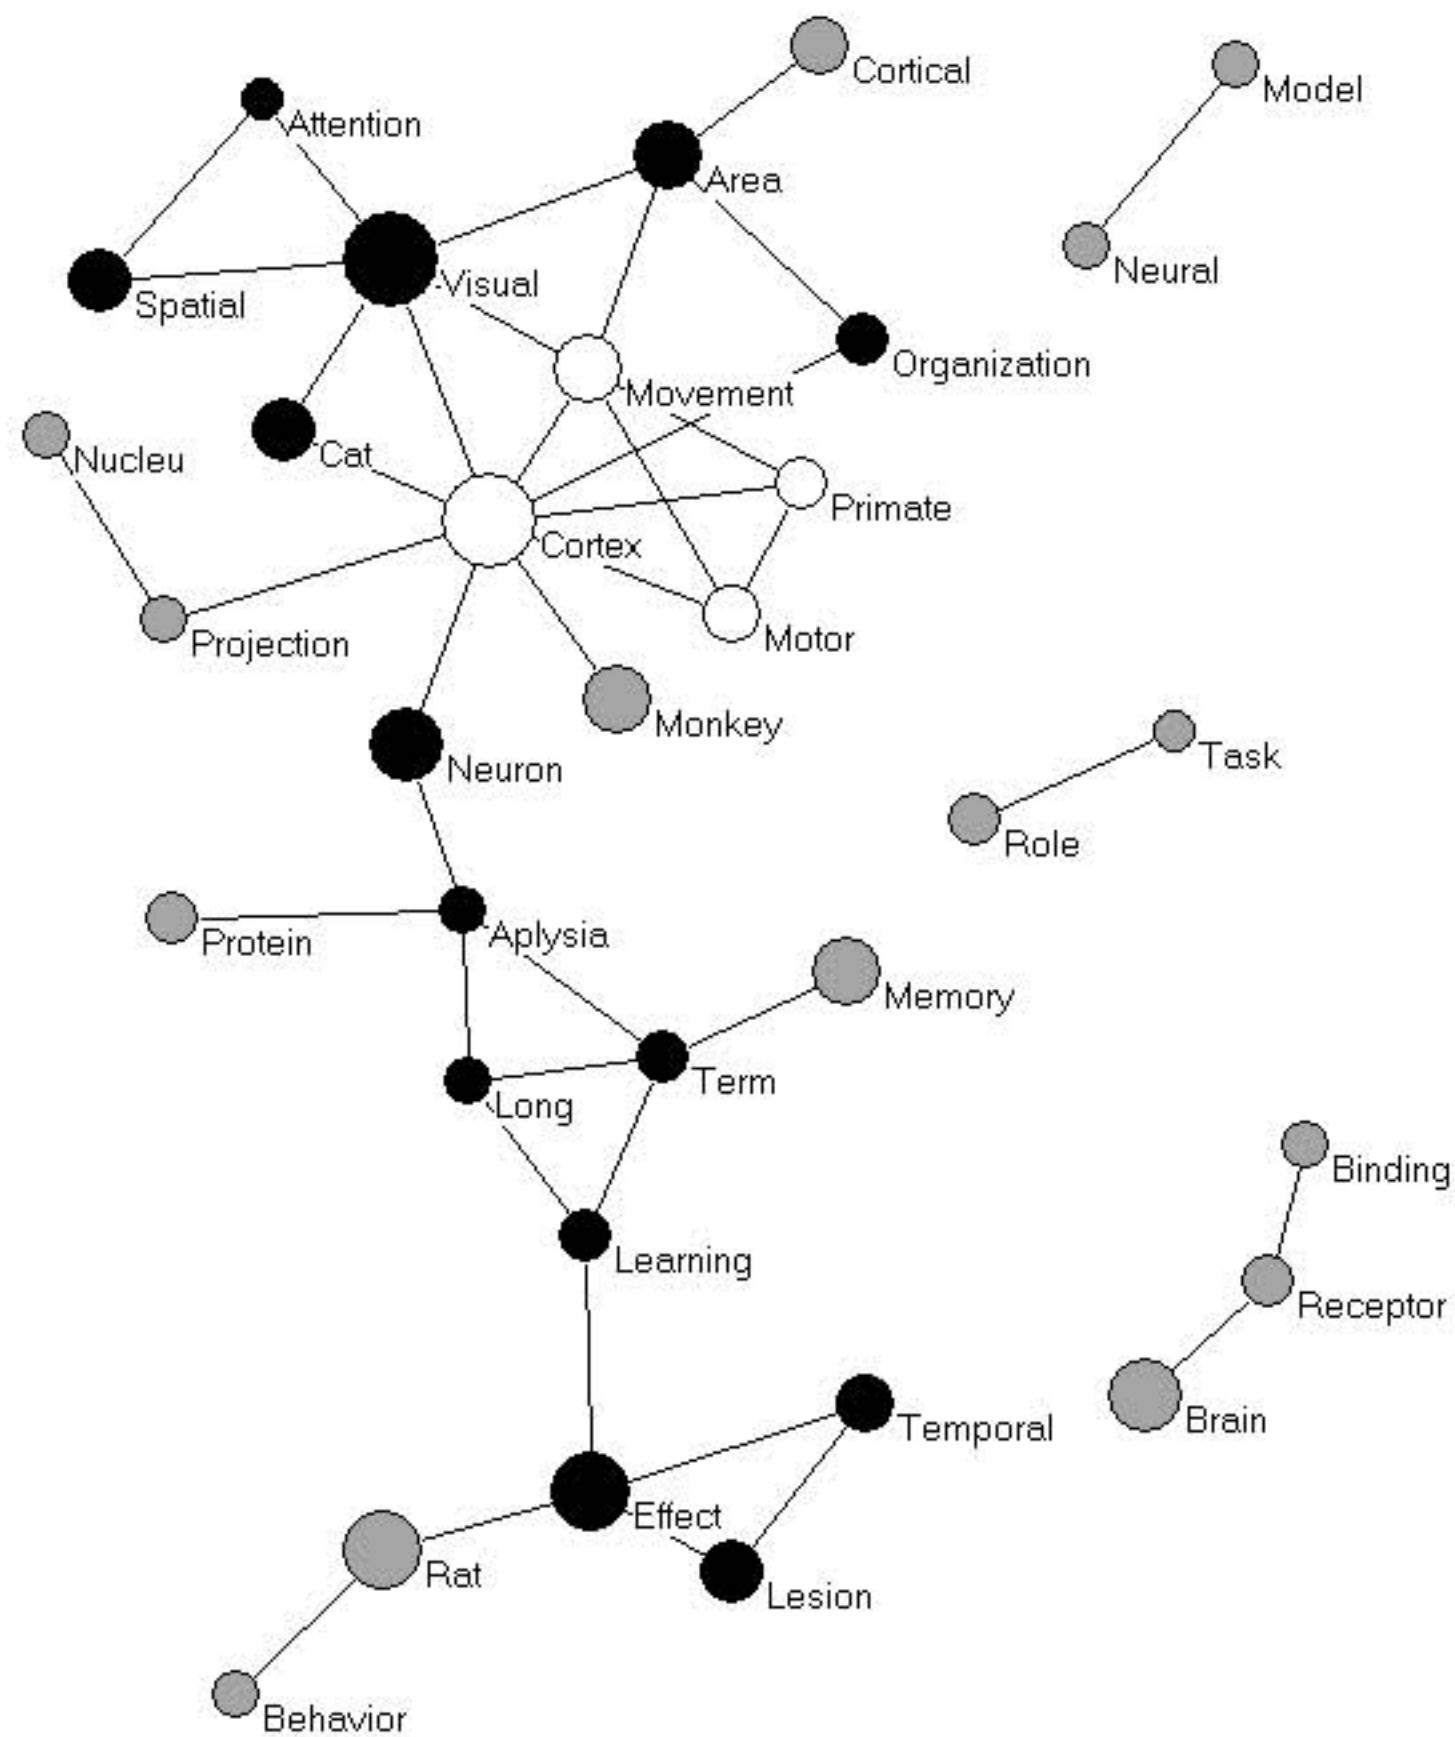 Cortical
Model
Attention
Area
Neural
Visual
Spatial
Organization
Movement
Cat
Nucleu
Primate
Cortex
Motor
Projection
Monkey
Neuron
Task
Role
Aplysia
Protein
Memory
Term
Long
Binding
Learning
Receptor
Brain
Temporal
Effect
Rat
Lesion
Behavior